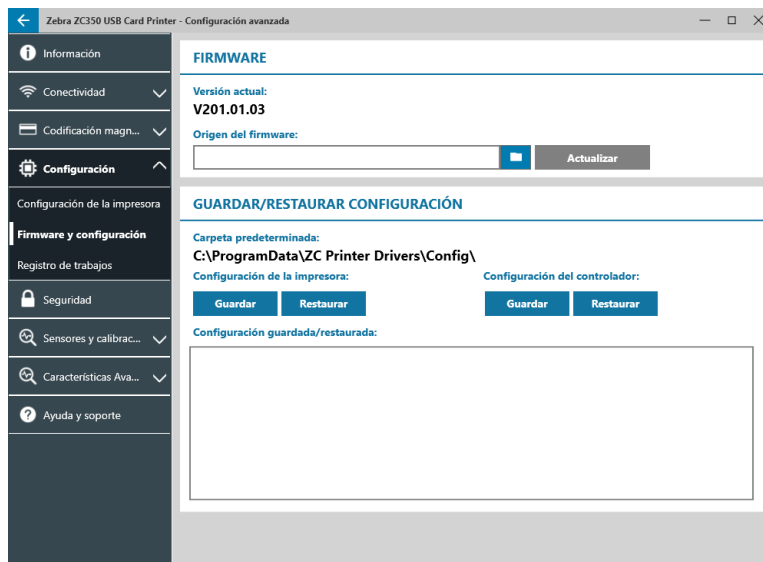 Zebra ZC350 USB Card Printer - Configuración avanzada
Información
Conectividad
Codificación magn...
Configuración
Configuración de la impresora
Firmware y configuración
Registro de trabajos
Seguridad
Sensores y calibrac...
Características Ava...
Ayuda y soporte
FIRMWARE
Versión actual:
V201.01.03
Origen del firmware:
Actualizar
GUARDAR/RESTAURAR CONFIGURACIÓN
Carpeta predeterminada:
C:\ProgramData\ZC Printer Drivers\Config\
Configuración de la impresora: Configuración del controlador:
Guardar Restaurar Guardar Restaurar
Configuración guardada/restaurada: